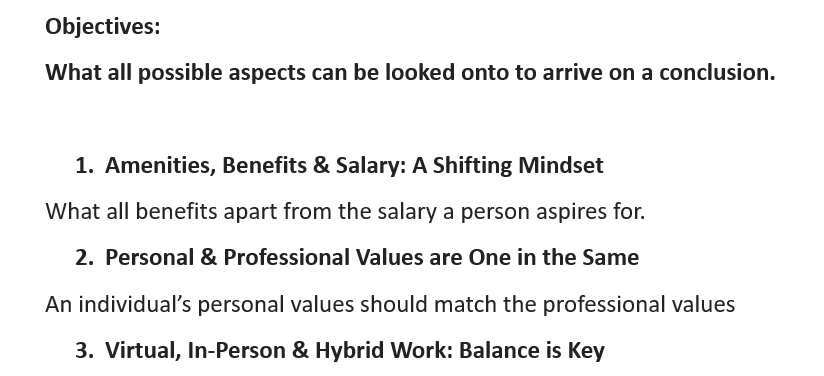 Objectives:
What all possible aspects can be looked onto to arrive on a conclusion.
1. Amenities, Benefits & Salary: A Shifting Mindset
What all benefits apart from the salary a person aspires for.
2. Personal & Professional Values are One in the Same
An individual’s personal values should match the professional values
3. Virtual, In-Person & Hybrid Work: Balance is Key